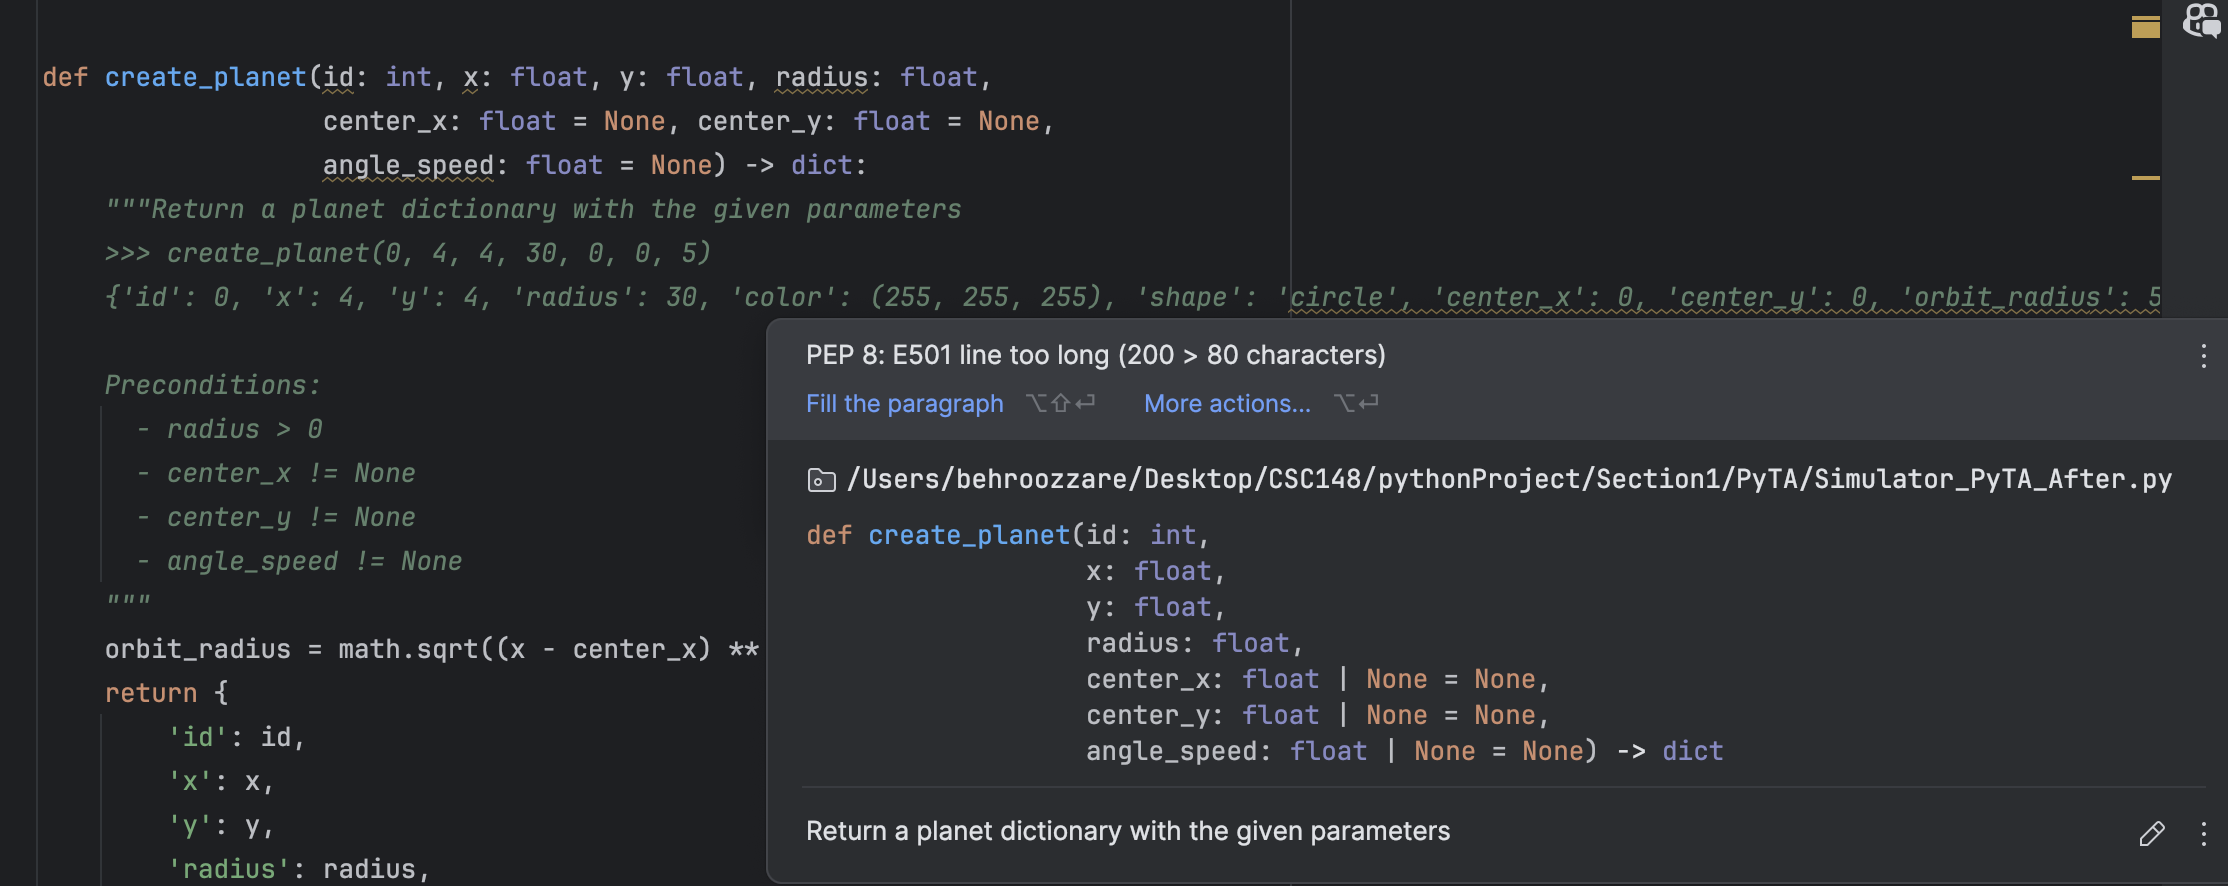 def create_planet(id: int, x: float, y: float, radius: float,
center_x: float = None, center_y: float = None,
angle_speed: float = None) -> dict:
"""Return a planet dictionary with the given parameters
>>> create_planet(0, 4, 4, 30, 0, 0, 5)
{'id': 0, 'x': 4, 'y': 4, 'radius': 30, 'color': (255, 255, 255), 'shape': 'circle', 'center_x': 0, 'center_y': 0, 'orbit_radius': 5
Preconditions:
- radius > 0
- center_x != None
- center_y != None
- angle_speed != None
"""
orbit_radius = math.sqrt((x - center_x) **
return {
'id': id,
'x': x,
'y': y,
'radius': radius,
PEP 8: E501 line too long (200 > 80 characters)
Fill the paragraph ⌥⇧⏎ More actions... ⌥⏎
/Users/behroozzare/Desktop/CSC148/pythonProject/Section1/PyTA/Simulator_PyTA_After.py
def create_planet(id: int,
x: float,
y: float,
radius: float,
center_x: float | None = None,
center_y: float | None = None,
angle_speed: float | None = None) -> dict
Return a planet dictionary with the given parameters